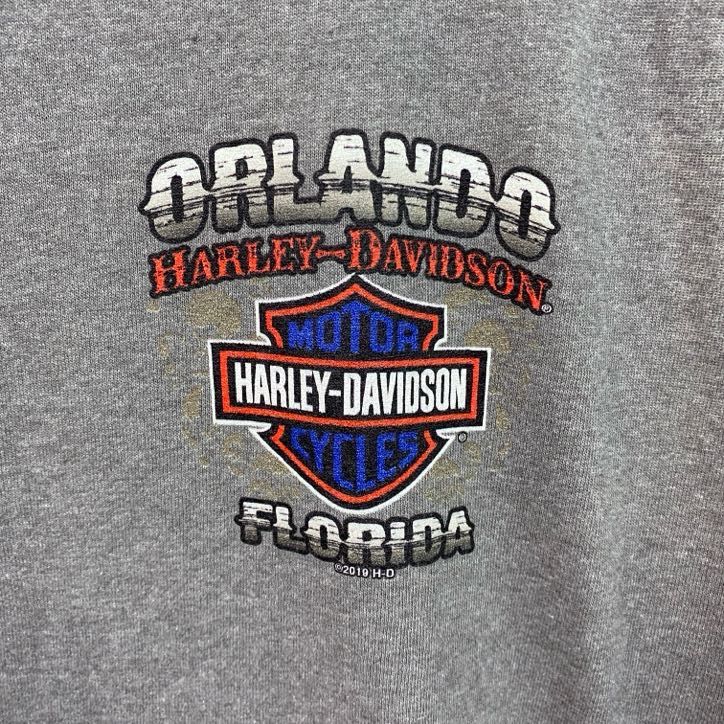 ORLANDO
HARLEY-DAVIDSON®
MOTOR
HARLEY-DAVIDSON
CYCLES®
FLORIDA
©2019 H-D